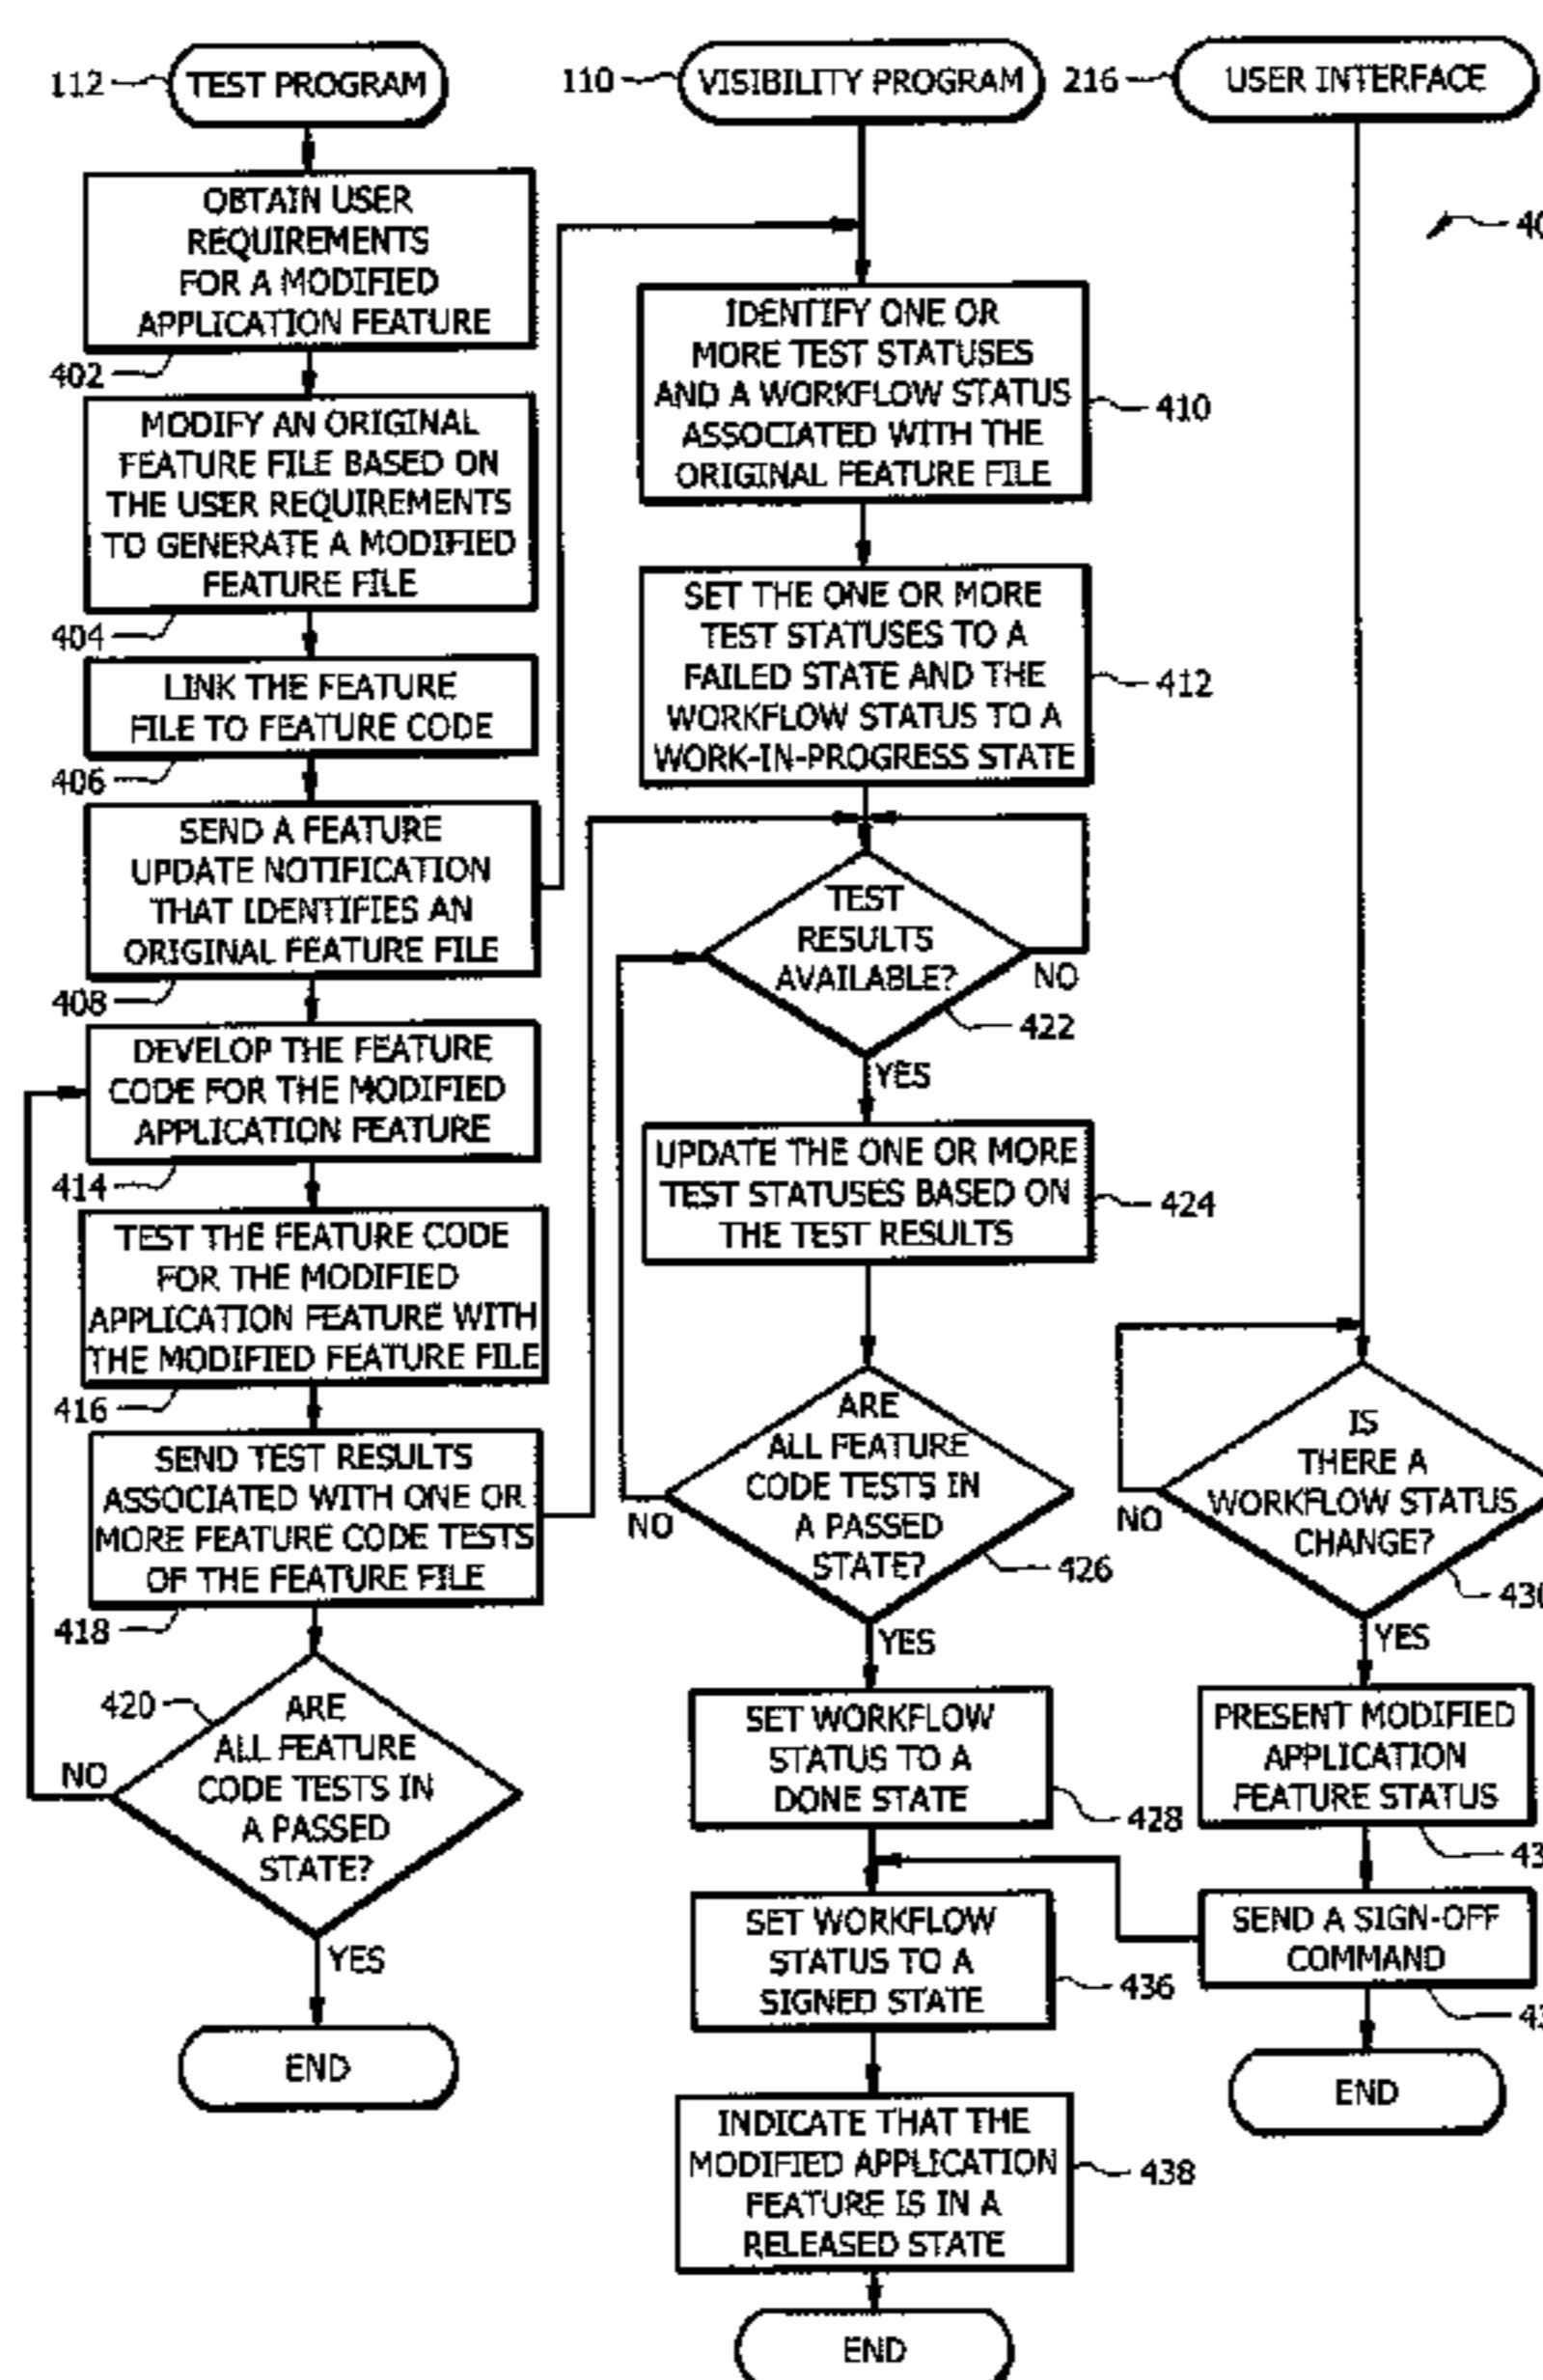 112
TEST PROGRAM
OBTAIN USER
REQUIREMENTS
FOR A MODIFIED
APPLICATION FEATURE
402
MODIFY AN ORIGINAL
FEATURE FILE BASED ON
THE USER REQUIREMENTS
TO GENERATE A MODIFIED
FEATURE FILE
404
LINK THE FEATURE
FILE TO FEATURE CODE
406
SEND A FEATURE
UPDATE NOTIFICATION
THAT IDENTIFIES AN
ORIGINAL FEATURE FILE
408
DEVELOP THE FEATURE
CODE FOR THE MODIFIED
APPLICATION FEATURE
414
TEST THE FEATURE CODE
FOR THE MODIFIED
APPLICATION FEATURE WITH
THE MODIFIED FEATURE FILE
416
SEND TEST RESULTS
ASSOCIATED WITH ONE OR
MORE FEATURE CODE TESTS
OF THE FEATURE FILE
418
420
ARE
ALL FEATURE
CODE TESTS IN
A PASSED
STATE?
NO
YES
END
110
VISIBILITY PROGRAM
IDENTIFY ONE OR
MORE TEST STATUSES
AND A WORKFLOW STATUS
ASSOCIATED WITH THE
ORIGINAL FEATURE FILE
410
SET THE ONE OR MORE
TEST STATUSES TO A
FAILED STATE AND THE
WORKFLOW STATUS TO A
WORK-IN-PROGRESS STATE
412
TEST
RESULTS
AVAILABLE?
NO
422
YES
UPDATE THE ONE OR MORE
TEST STATUSES BASED ON
THE TEST RESULTS
424
ARE
ALL FEATURE
CODE TESTS IN
A PASSED
STATE?
NO
426
YES
SET WORKFLOW
STATUS TO A
DONE STATE
428
SET WORKFLOW
STATUS TO A
SIGNED STATE
436
INDICATE THAT THE
MODIFIED APPLICATION
FEATURE IS IN A
RELEASED STATE
438
END
216
USER INTERFACE
IS
THERE A
WORKFLOW STATUS
CHANGE?
NO
430
YES
PRESENT MODIFIED
APPLICATION
FEATURE STATUS
SEND A SIGN-OFF
COMMAND
END